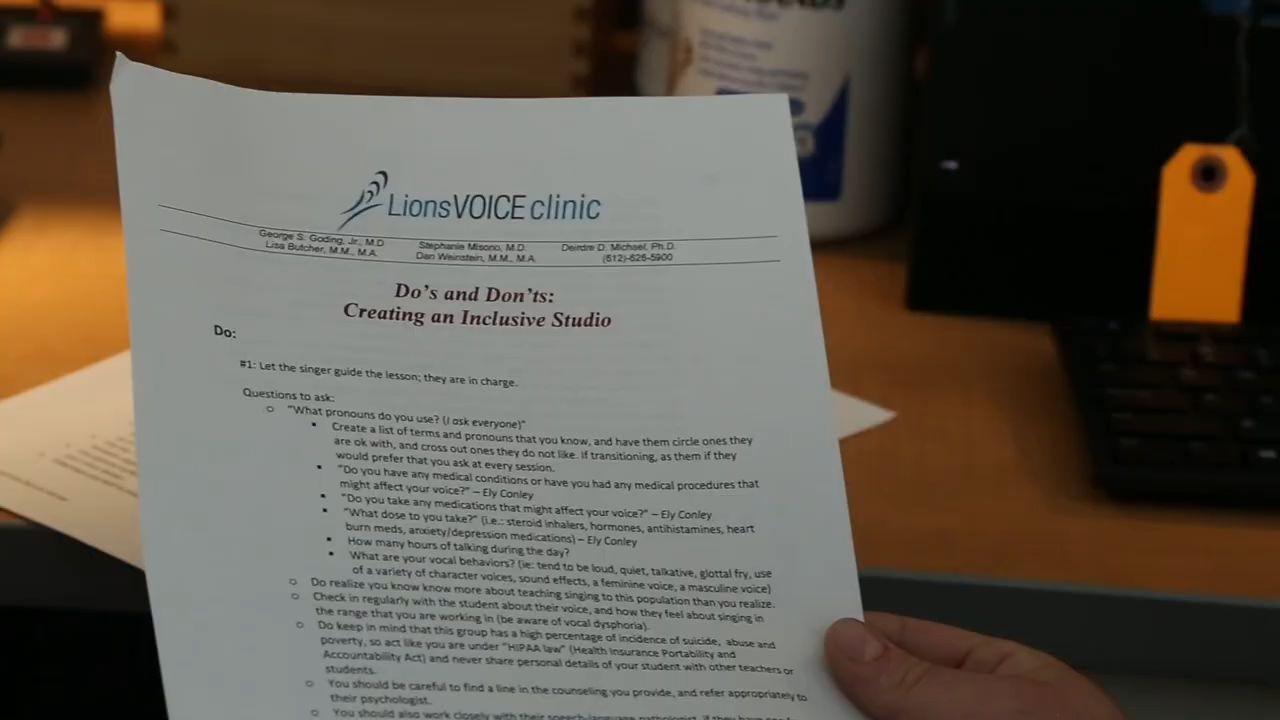 LionsVOICE clinic
George S. Goding, Jr., M.D. Stephanie Misono, M.D. Deirdre D. Michael, Ph.D.
Lisa Butcher, M.M., M.A. Dan Weinstein, M.M., M.A. (612)-626-5900
Do's and Don'ts:
Creating an Inclusive Studio
Do:
#1: Let the singer guide the lesson; they are in charge.
Questions to ask:
o "What pronouns do you use? (I ask everyone)"
▪ Create a list of terms and pronouns that you know, and have them circle ones they
are ok with, and cross out ones they do not like. If transitioning, as them if they
would prefer that you ask at every session.
▪ "Do you have any medical conditions or have you had any medical procedures that
might affect your voice?" – Ely Conley
▪ "Do you take any medications that might affect your voice?" – Ely Conley
▪ "What dose to you take?" (i.e.: steroid inhalers, hormones, antihistamines, heart
burn meds, anxiety/depression medications) – Ely Conley
▪ How many hours of talking during the day?
▪ What are your vocal behaviors? (ie: tend to be loud, quiet, talkative, glottal fry, use
of a variety of character voices, sound effects, a feminine voice, a masculine voice)
o Do realize you know know more about teaching singing to this population than you realize.
o Check in regularly with the student about their voice, and how they feel about singing in
the range that you are working in (be aware of vocal dysphoria).
o Do keep in mind that this group has a high percentage of incidence of suicide, abuse and
poverty, so act like you are under "HIPAA law" (Health Insurance Portability and
Accountability Act) and never share personal details of your student with other teachers or
students.
o You should be careful to find a line in the counseling you provide, and refer appropriately to
their psychologist.
o You should also work closely with their speech-language pathologist, if they